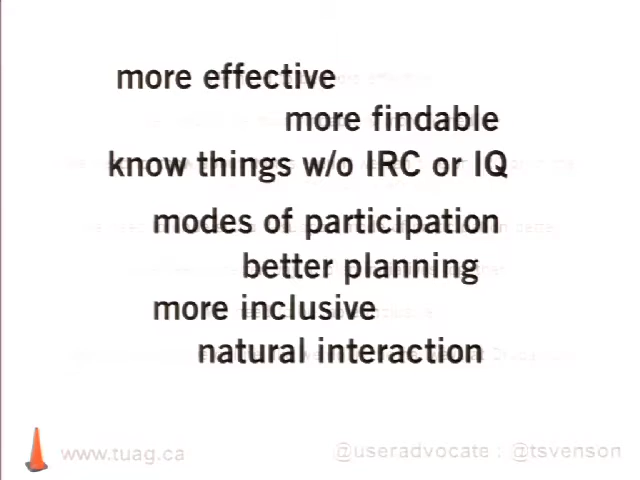 more effective
more findable
know things w/o IRC or IQ
modes of participation
better planning
more inclusive
natural interaction
www.tuag.ca
@useradvocate : @tsvenson